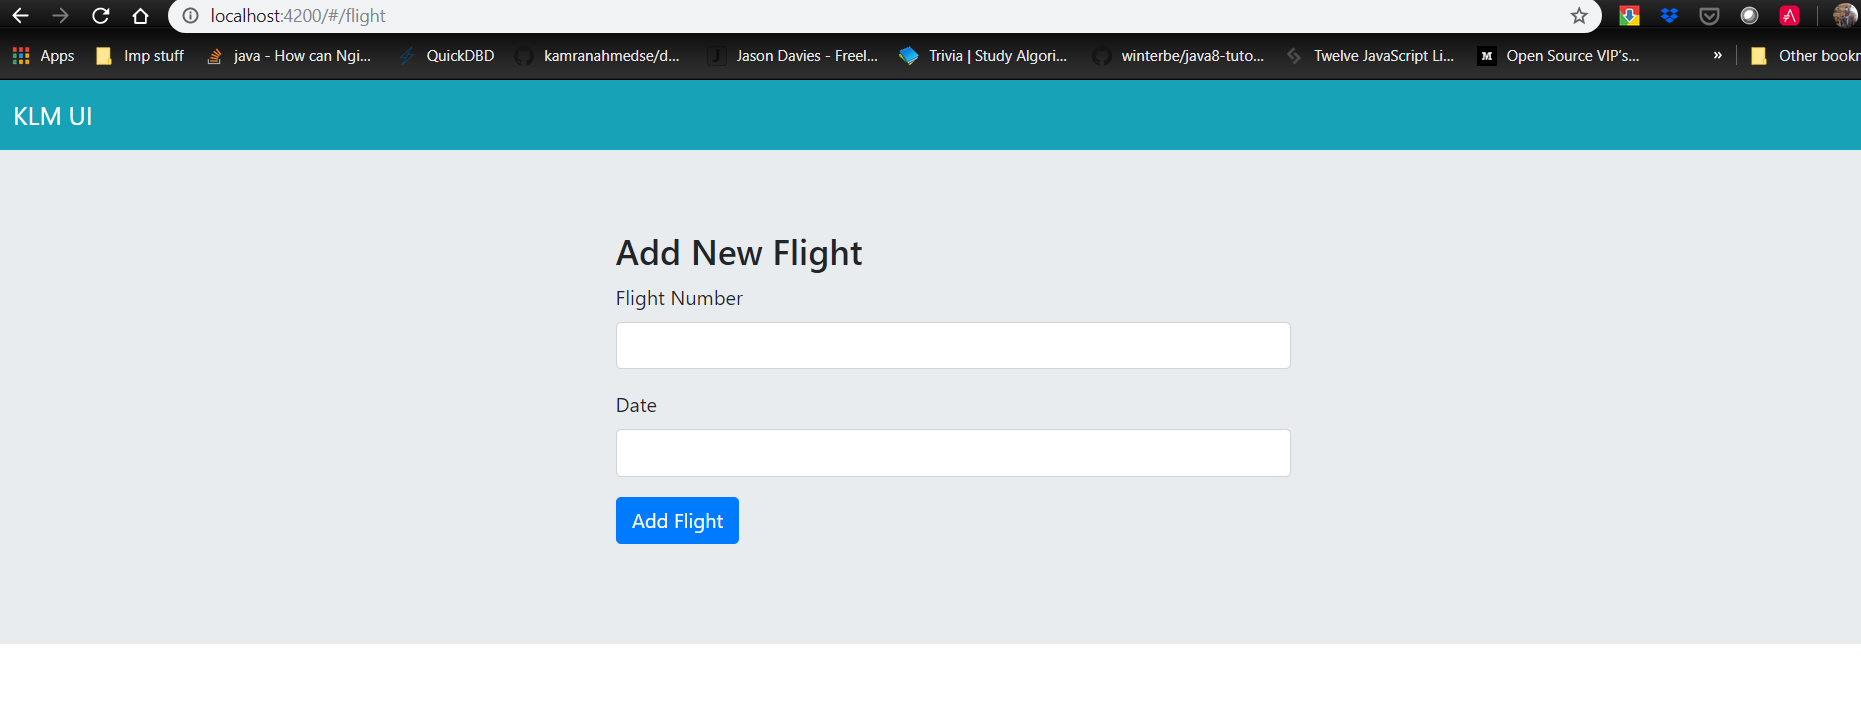 localhost:4200/#/flight
Apps Imp stuff java - How can Ngi... QuickDBD kamranahmedse/d... J Jason Davies - Freel... Trivia | Study Algori... winterbe/java8-tuto... Twelve JavaScript Li... M Open Source VIP's... » Other bookr
KLM UI
Add New Flight
Flight Number
Date
Add Flight